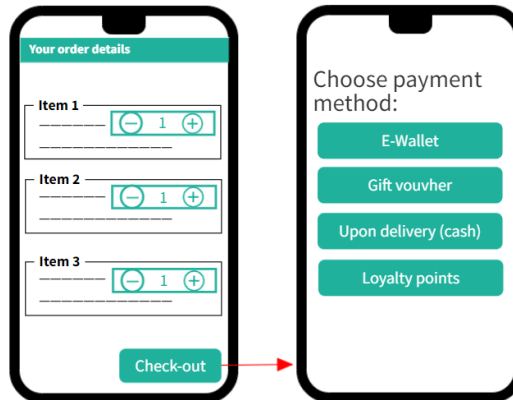 Your order details
Item 1
1
Item 2
1
Item 3
1
Check-out
Choose payment
method:
E-Wallet
Gift vouvher
Upon delivery (cash)
Loyalty points